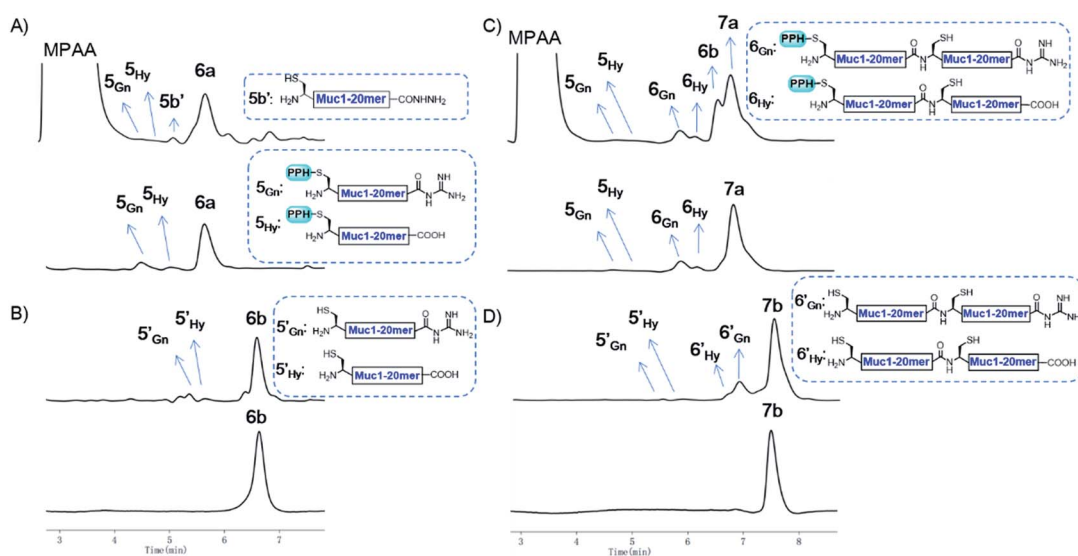 A)
MPAA
5Gn
5Hy
5b'
6a
5b':
HS
H2N
Muc1-20mer
CONHNH2
5Gn
5Hy
6a
5Gn:
PPH
S
H2N
Muc1-20mer
O
N
H
NH
NH2
5Hy:
PPH
S
H2N
Muc1-20mer
COOH
B)
5'Gn
5'Hy
6b
5'Gn:
HS
H2N
Muc1-20mer
O
N
H
NH
NH2
5'Hy:
HS
H2N
Muc1-20mer
COOH
6b
3 4 5 6 7
Time(min)
C)
MPAA
5Gn
5Hy
6Gn
6Hy
6b
7a
6Gn:
PPH
S
H2N
Muc1-20mer
O
N
H
SH
Muc1-20mer
O
N
H
NH
NH2
6Hy:
PPH
S
H2N
Muc1-20mer
O
N
H
SH
Muc1-20mer
COOH
5Gn
5Hy
6Gn
6Hy
7a
D)
5'Gn
5'Hy
6'Hy
6'Gn
7b
6'Gn:
HS
H2N
Muc1-20mer
O
N
H
SH
Muc1-20mer
O
N
H
NH
6'Hy:
HS
H2N
Muc1-20mer
O
N
H
SH
Muc1-20mer
COOH
7b
3 4 5 6 7 8
Time(min)